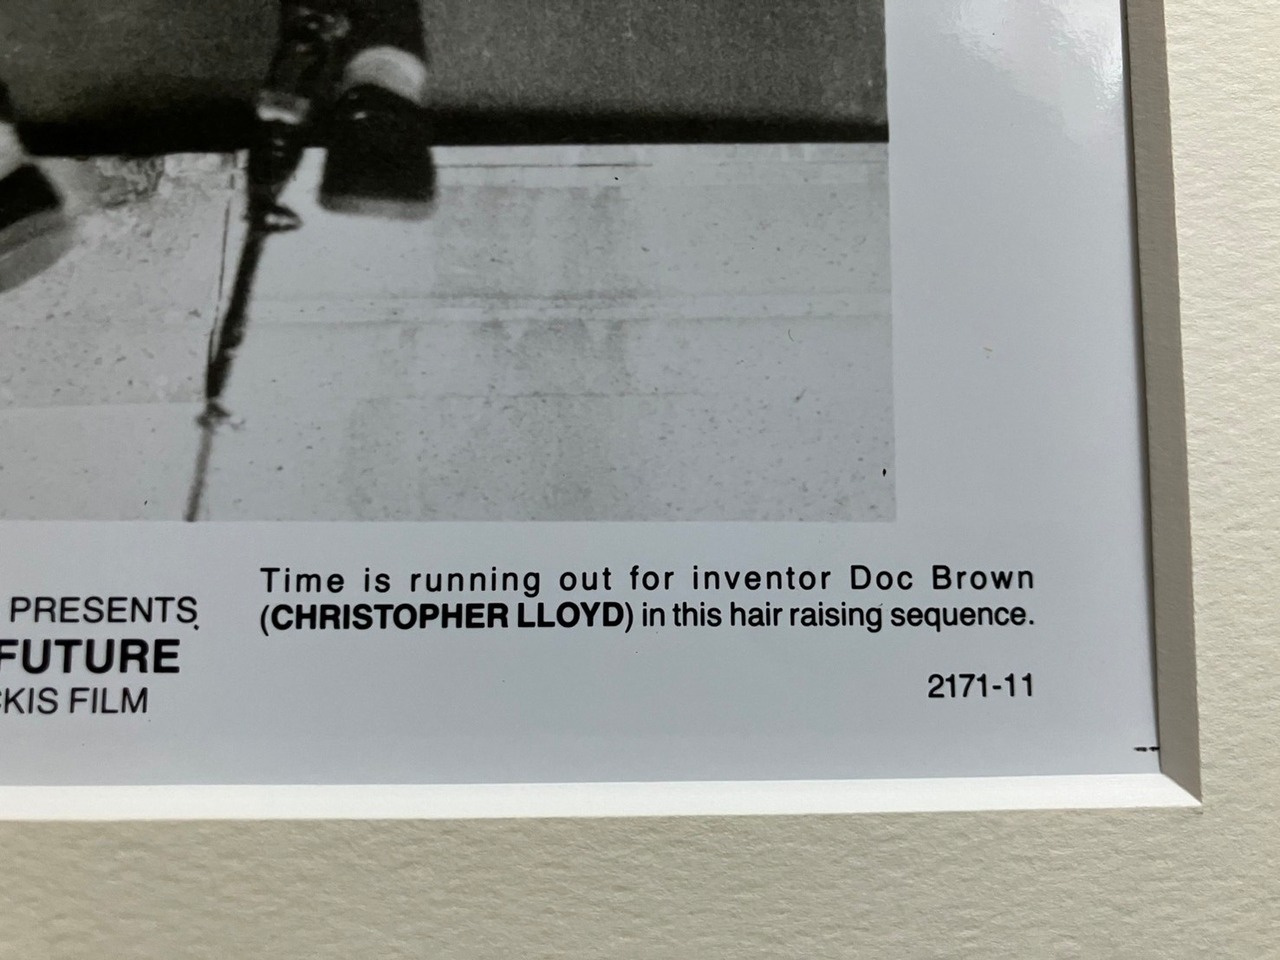 PRESENTS
FUTURE
CKIS FILM
Time is running out for inventor Doc Brown
(CHRISTOPHER LLOYD) in this hair raising sequence.
2171-11